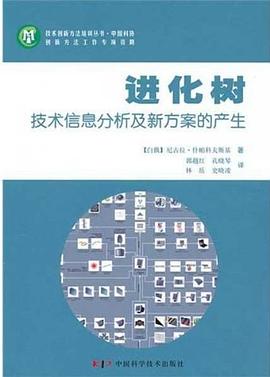 技术创新方法培训丛书·中国科协
创新方法工作专项资助
进化树
技术信息分析及新方案的产生
【白俄】尼古拉·什帕科夫斯基 著
郭越红 孔晓琴
林岳 史晓凌 译
中国科学技术出版社